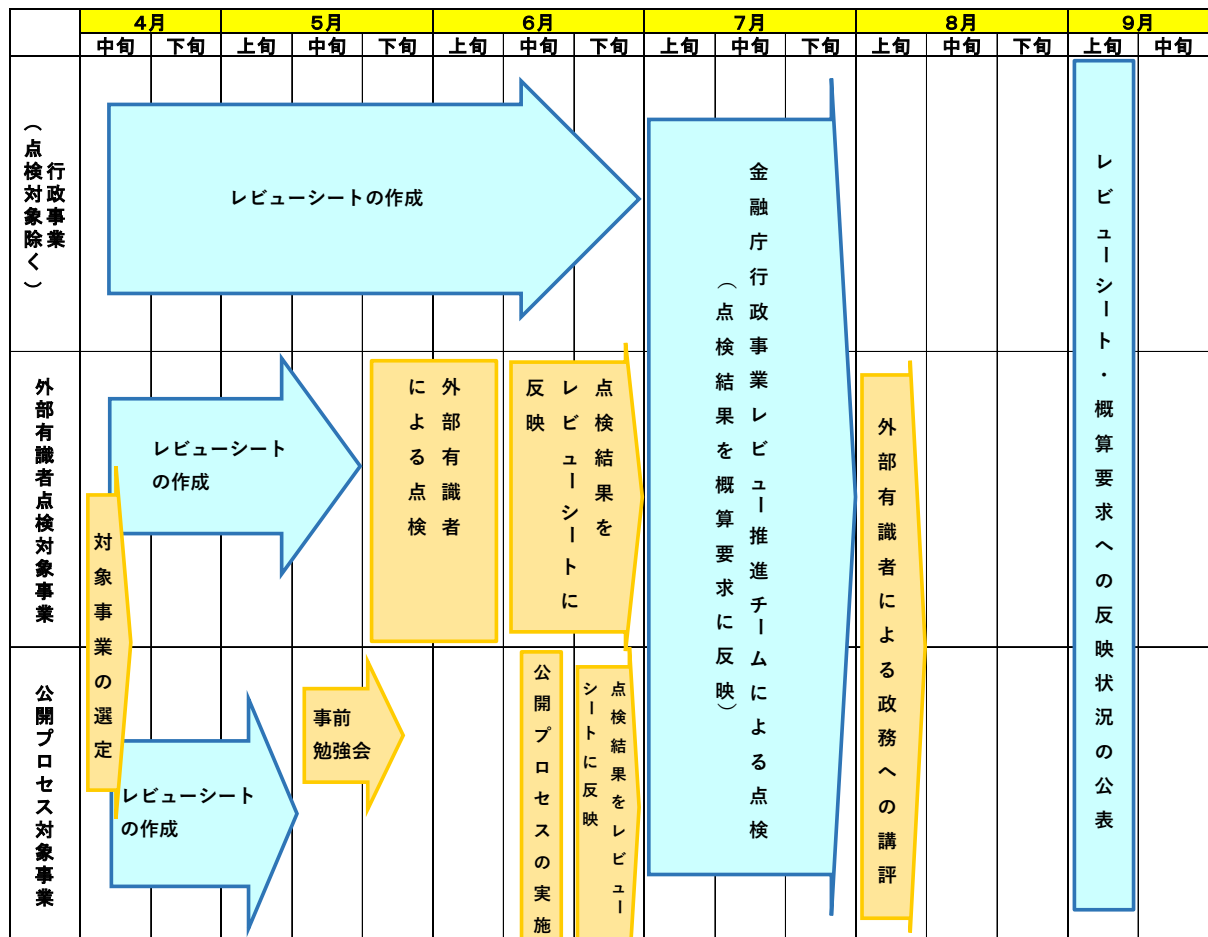 4月
5月
6月
7月
8月
9月
中旬
下旬
上旬
中旬
下旬
上旬
中旬
下旬
上旬
中旬
下旬
上旬
中旬
下旬
上旬
中旬
行政事業
（点検対象除く）
レビューシートの作成
外部有識者点検対象事業
レビューシート
の作成
対象事業の選定
外部有識者
による点検
点検結果を
レビューシートに
反映
公開プロセス対象事業
レビューシート
の作成
事前
勉強会
公開プロセスの実施
点検結果をレビュー
シートに反映
金融庁行政事業レビュー推進チームによる点検
（点検結果を概算要求に反映）
外部有識者による政務への講評
レビューシート・概算要求への反映状況の公表